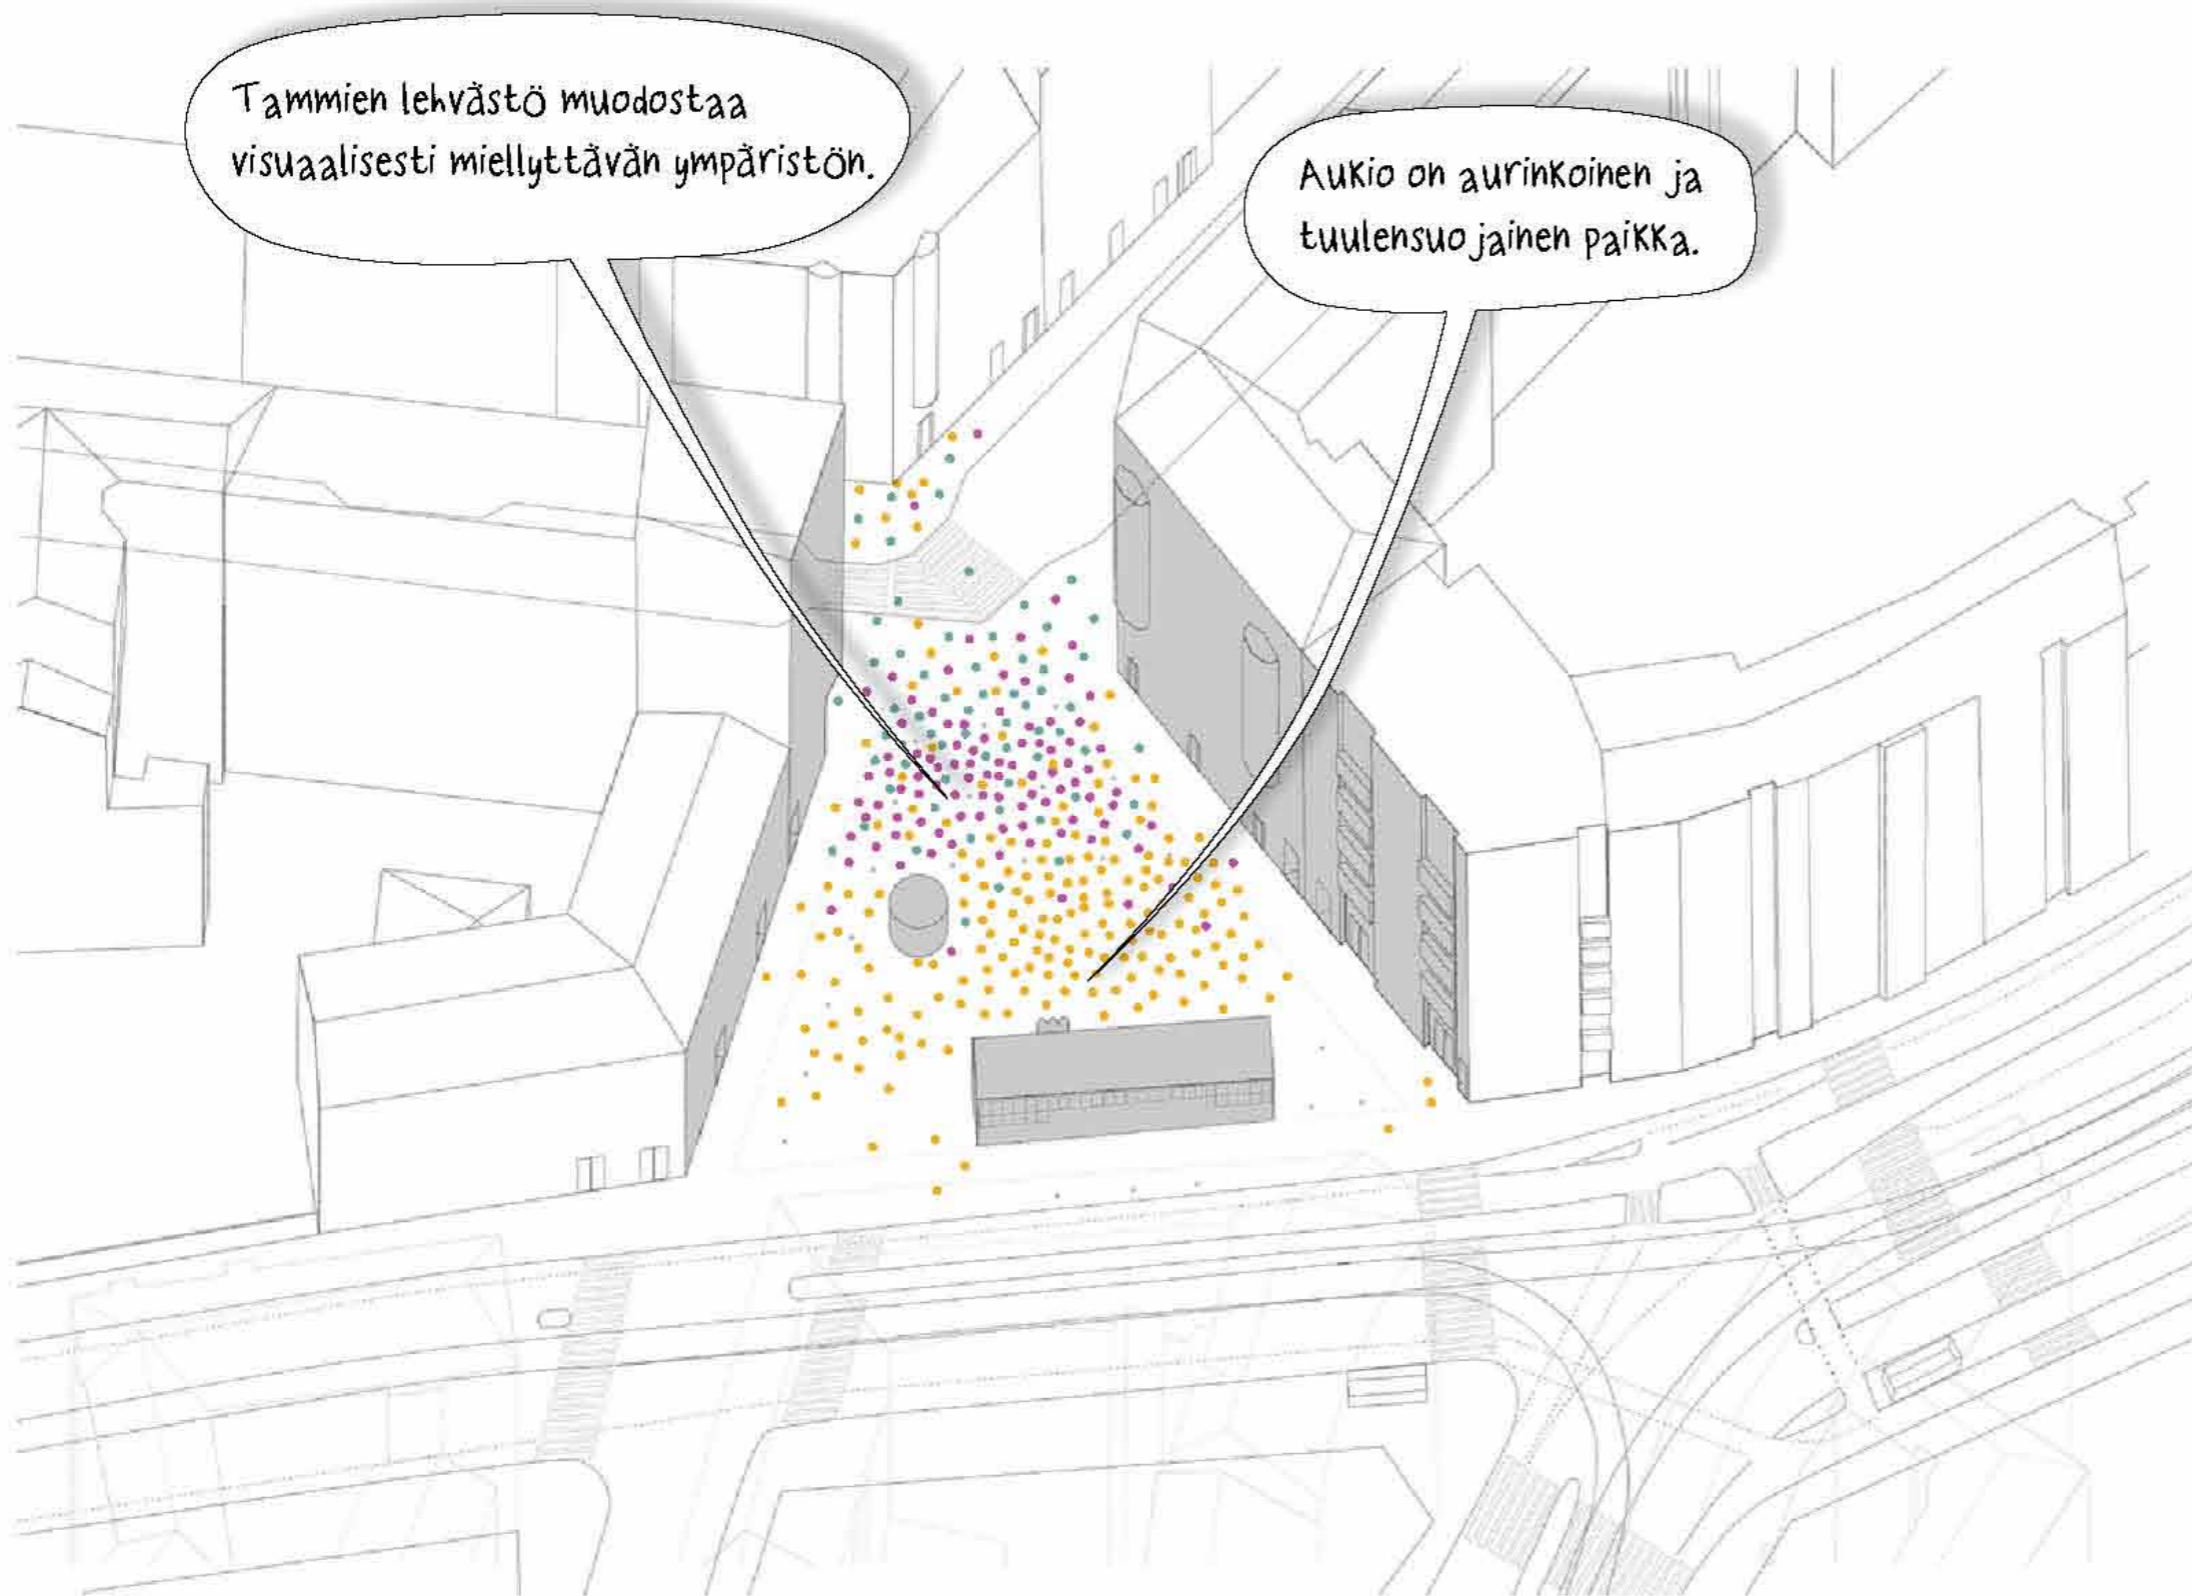 Tammien lehvästö muodostaa
visuaalisesti miellyttävän ympäristön.
Aukio on aurinkoinen ja
tuulensuojainen paikka.